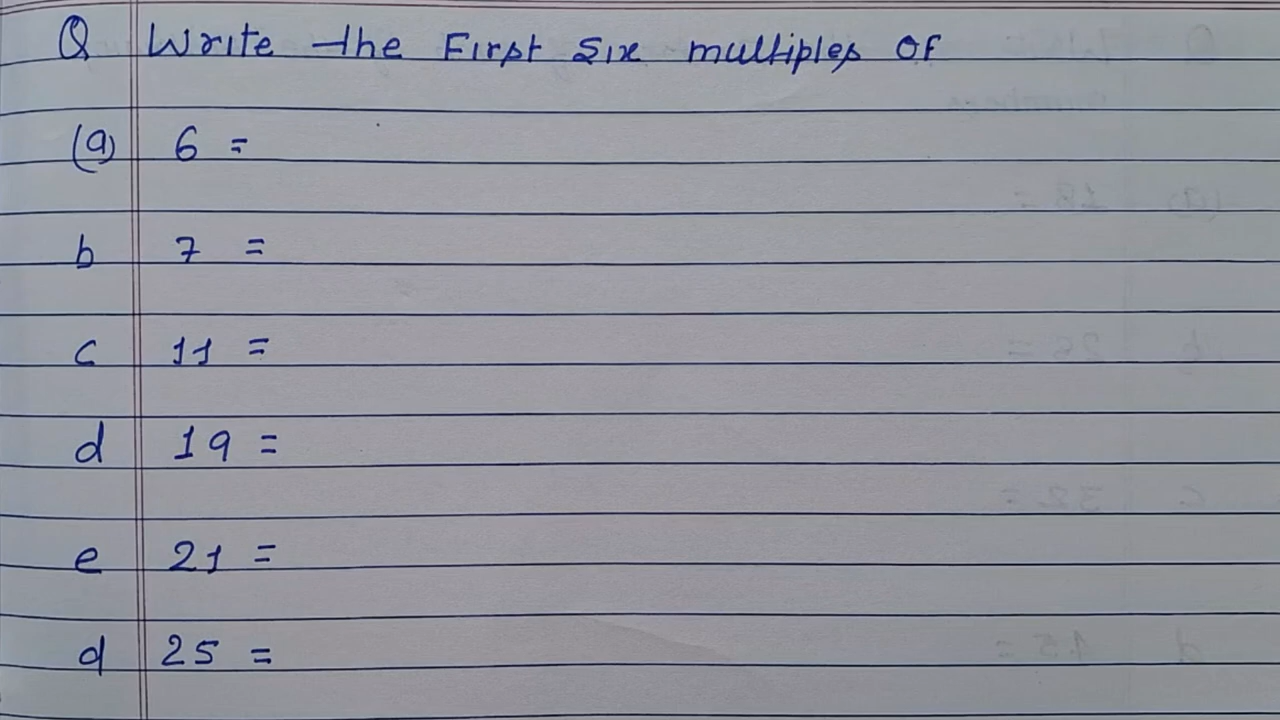 Q Write the First Six multiples of
(a) 6 =
b 7 =
c 11 =
d 19 =
e 21 =
d 25 =